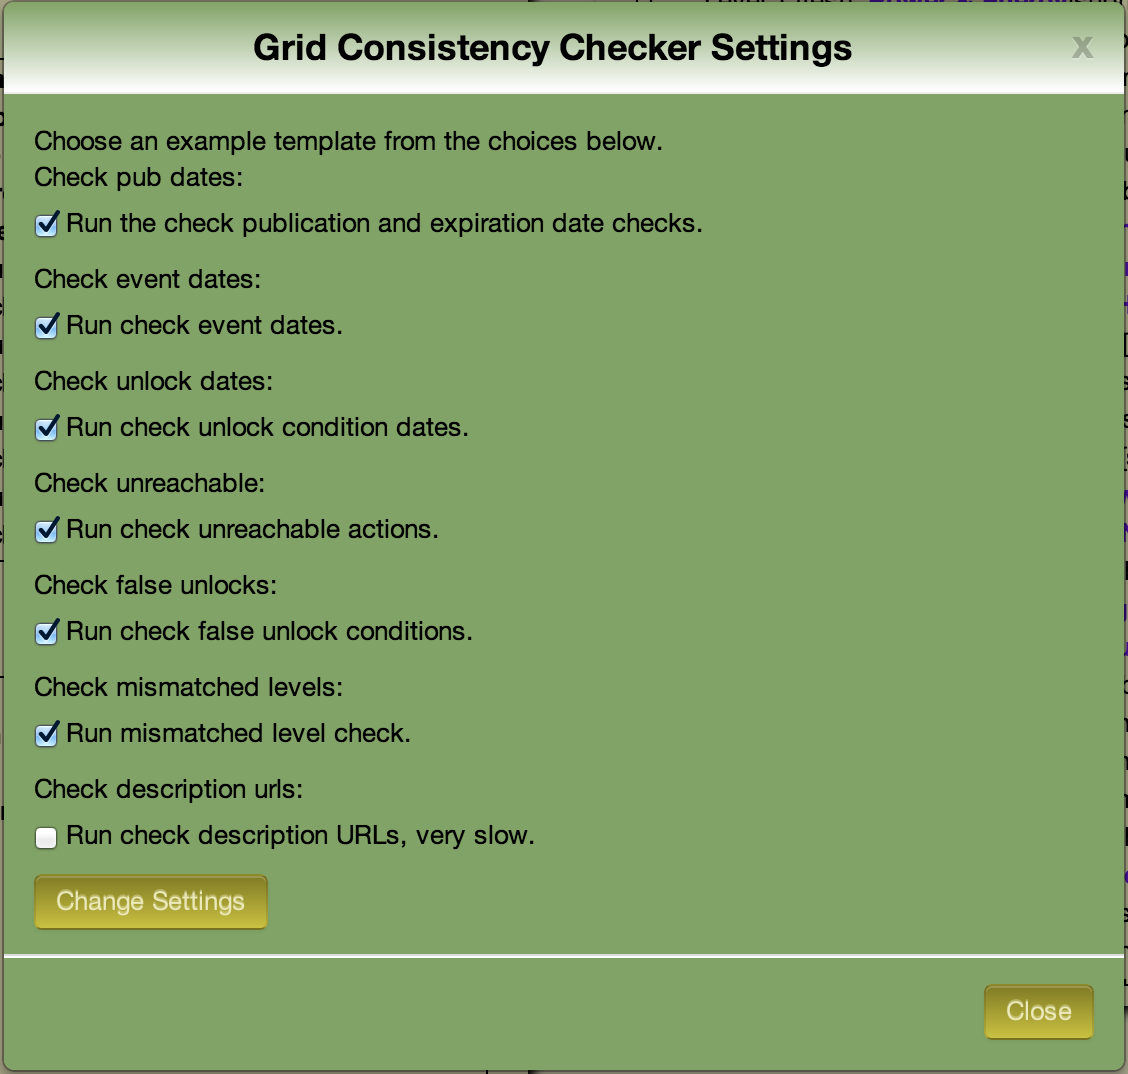 Grid Consistency Checker Settings
x
Choose an example template from the choices below.
Check pub dates:
Run the check publication and expiration date checks.
Check event dates:
Run check event dates.
Check unlock dates:
Run check unlock condition dates.
Check unreachable:
Run check unreachable actions.
Check false unlocks:
Run check false unlock conditions.
Check mismatched levels:
Run mismatched level check.
Check description urls:
Run check description URLs, very slow.
Change Settings
Close